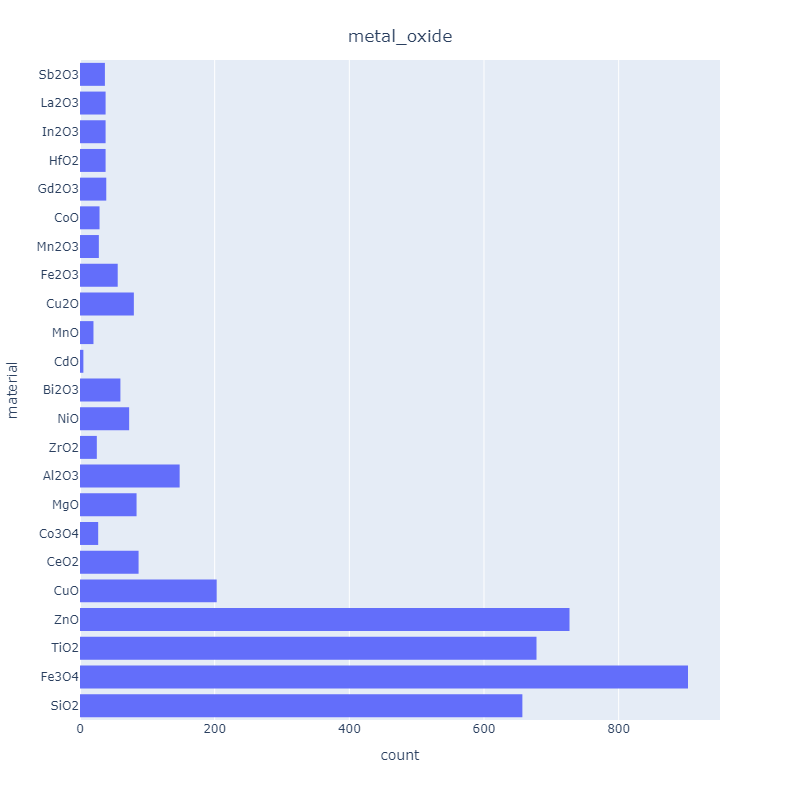 metal_oxide
material
Sb2O3
La2O3
In2O3
HfO2
Gd2O3
CoO
Mn2O3
Fe2O3
Cu2O
MnO
CdO
Bi2O3
NiO
ZrO2
Al2O3
MgO
Co3O4
CeO2
CuO
ZnO
TiO2
Fe3O4
SiO2
0 200 400 600 800
count